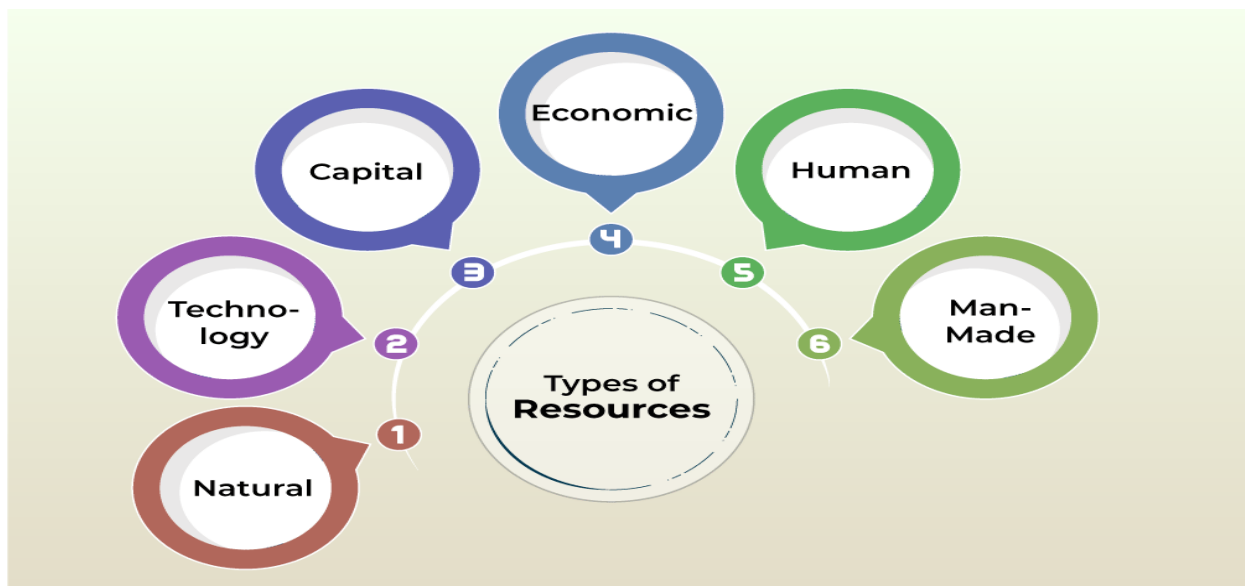 Economic
4
Capital
3
Human
5
Techno-
logy
2
Man-
Made
6
Natural
1
Types of
Resources